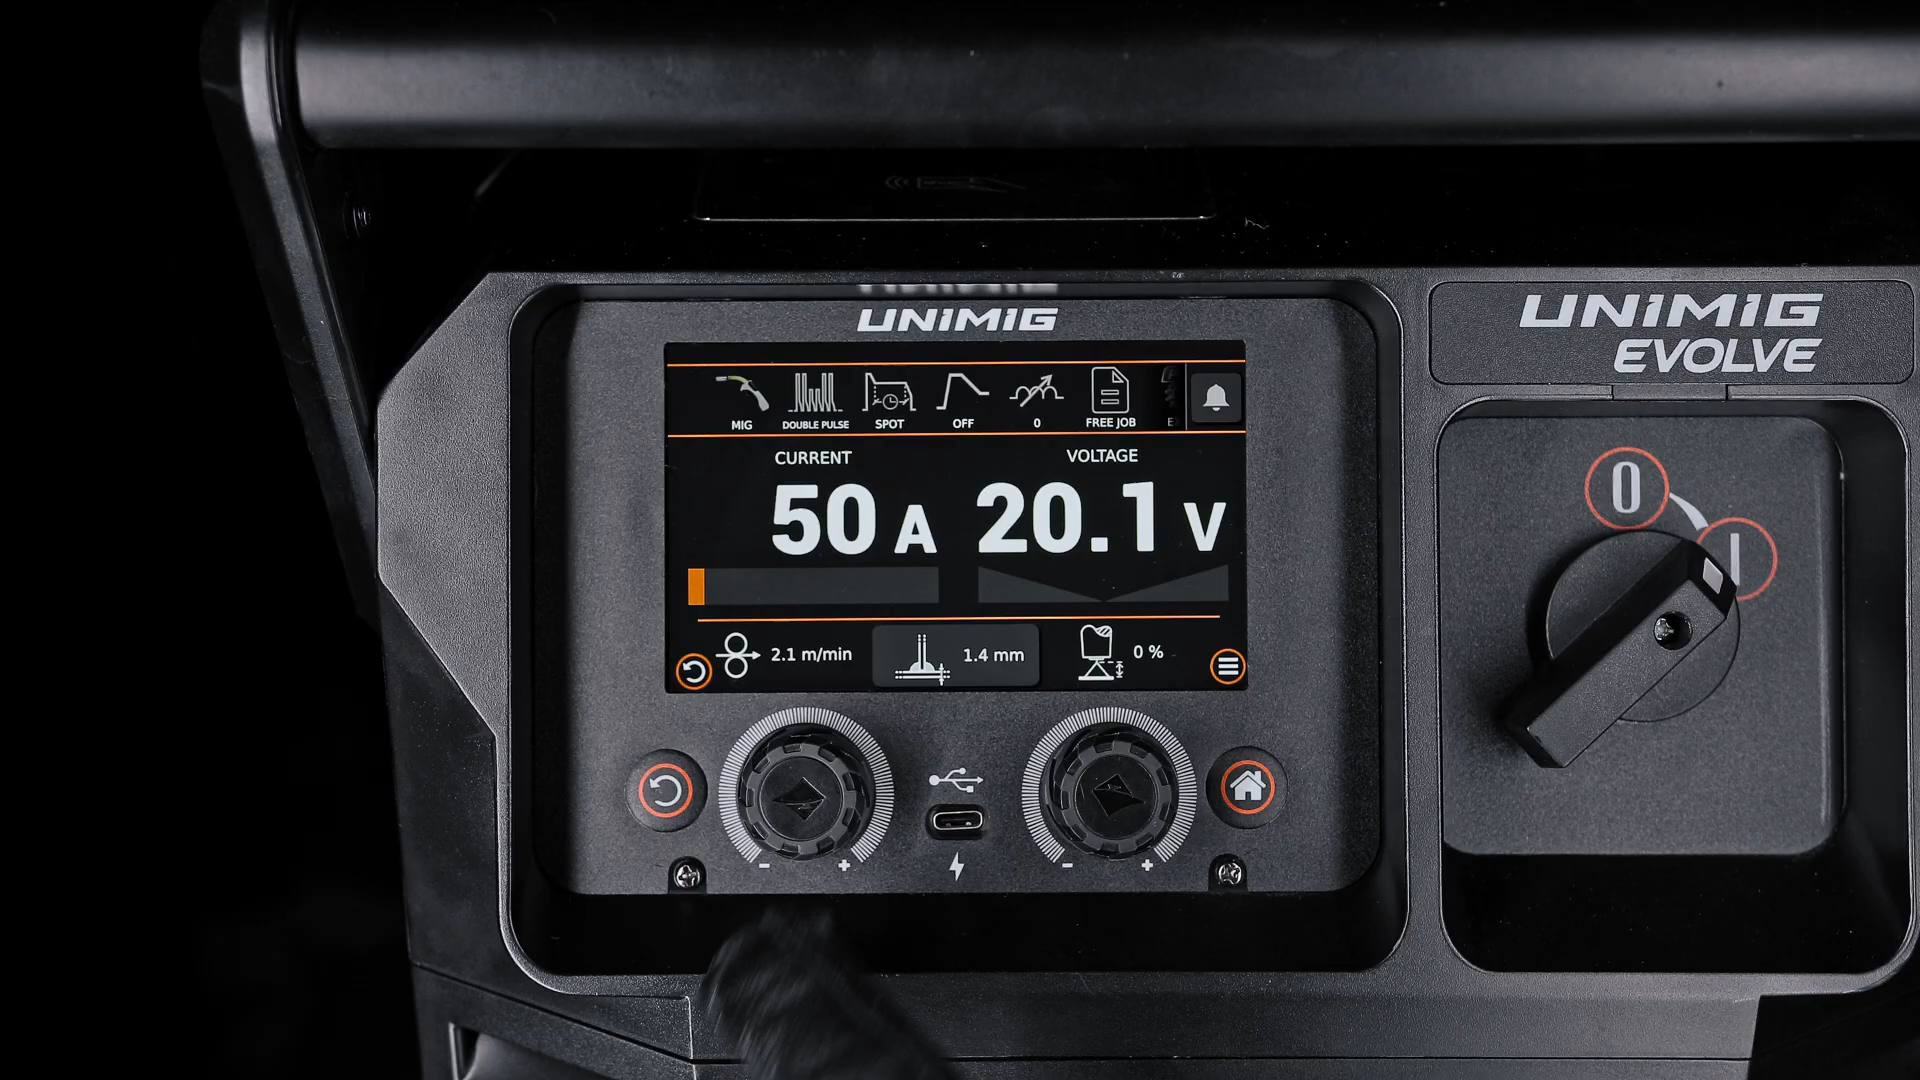 UNIMIG
UNIMIG
EVOLVE
MIG
DOUBLE PULSE
SPOT
OFF
0
FREE JOB
CURRENT
VOLTAGE
50 A
20.1 V
2.1 m/min
1.4 mm
0 %
0
I
- +
- +